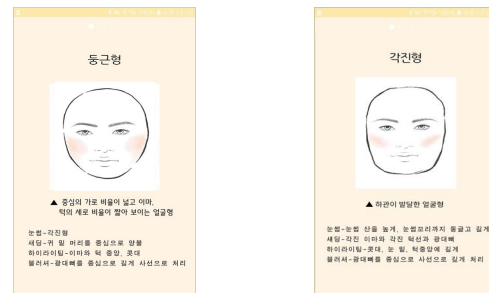 둥근형
▲ 중심의 가로 비율이 넓고 이마,
턱의 세로 비율이 짧아 보이는 얼굴형
눈썹-각진형
새딩-귀 밑 머리를 중심으로 양볼
하이라이팅-이마와 턱 중앙, 콧대
블러셔-광대뼈를 중심으로 길게 사선으로 처리
각진형
▲ 하관이 발달한 얼굴형
눈썹-눈썹 산을 높게, 눈썹꼬리까지 둥글고 길게
새딩-각진 이마와 각진 턱선과 광대뼈
하이라이팅-콧대, 눈 밑, 턱중앙에 길게
블러셔-광대뼈를 중심으로 길게 사선으로 처리